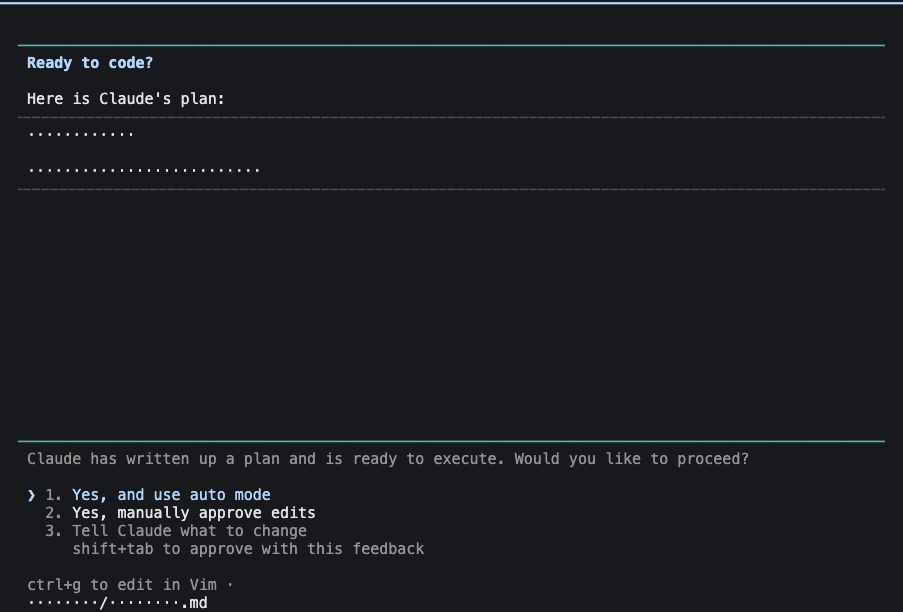 Ready to code?
Here is Claude's plan:
············
··························
Claude has written up a plan and is ready to execute. Would you like to proceed?
❯ 1. Yes, and use auto mode
2. Yes, manually approve edits
3. Tell Claude what to change
shift+tab to approve with this feedback
ctrl+g to edit in Vim ·
········/········.md